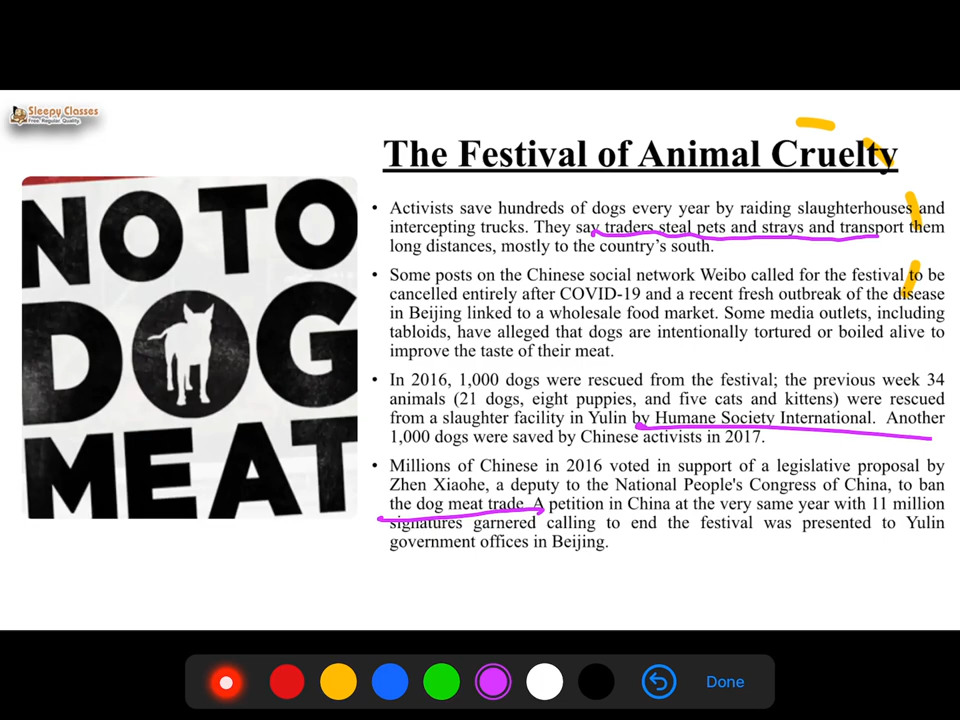 Sleepy Classes
Free. Regular. Quality.
The Festival of Animal Cruelty
NO TO
DOG
MEAT
• Activists save hundreds of dogs every year by raiding slaughterhouses and
intercepting trucks. They say traders steal pets and strays and transport them
long distances, mostly to the country’s south.
• Some posts on the Chinese social network Weibo called for the festival to be
cancelled entirely after COVID-19 and a recent fresh outbreak of the disease
in Beijing linked to a wholesale food market. Some media outlets, including
tabloids, have alleged that dogs are intentionally tortured or boiled alive to
improve the taste of their meat.
• In 2016, 1,000 dogs were rescued from the festival; the previous week 34
animals (21 dogs, eight puppies, and five cats and kittens) were rescued
from a slaughter facility in Yulin by Humane Society International. Another
1,000 dogs were saved by Chinese activists in 2017.
• Millions of Chinese in 2016 voted in support of a legislative proposal by
Zhen Xiaohe, a deputy to the National People's Congress of China, to ban
the dog meat trade. A petition in China at the very same year with 11 million
signatures garnered calling to end the festival was presented to Yulin
government offices in Beijing.
Done